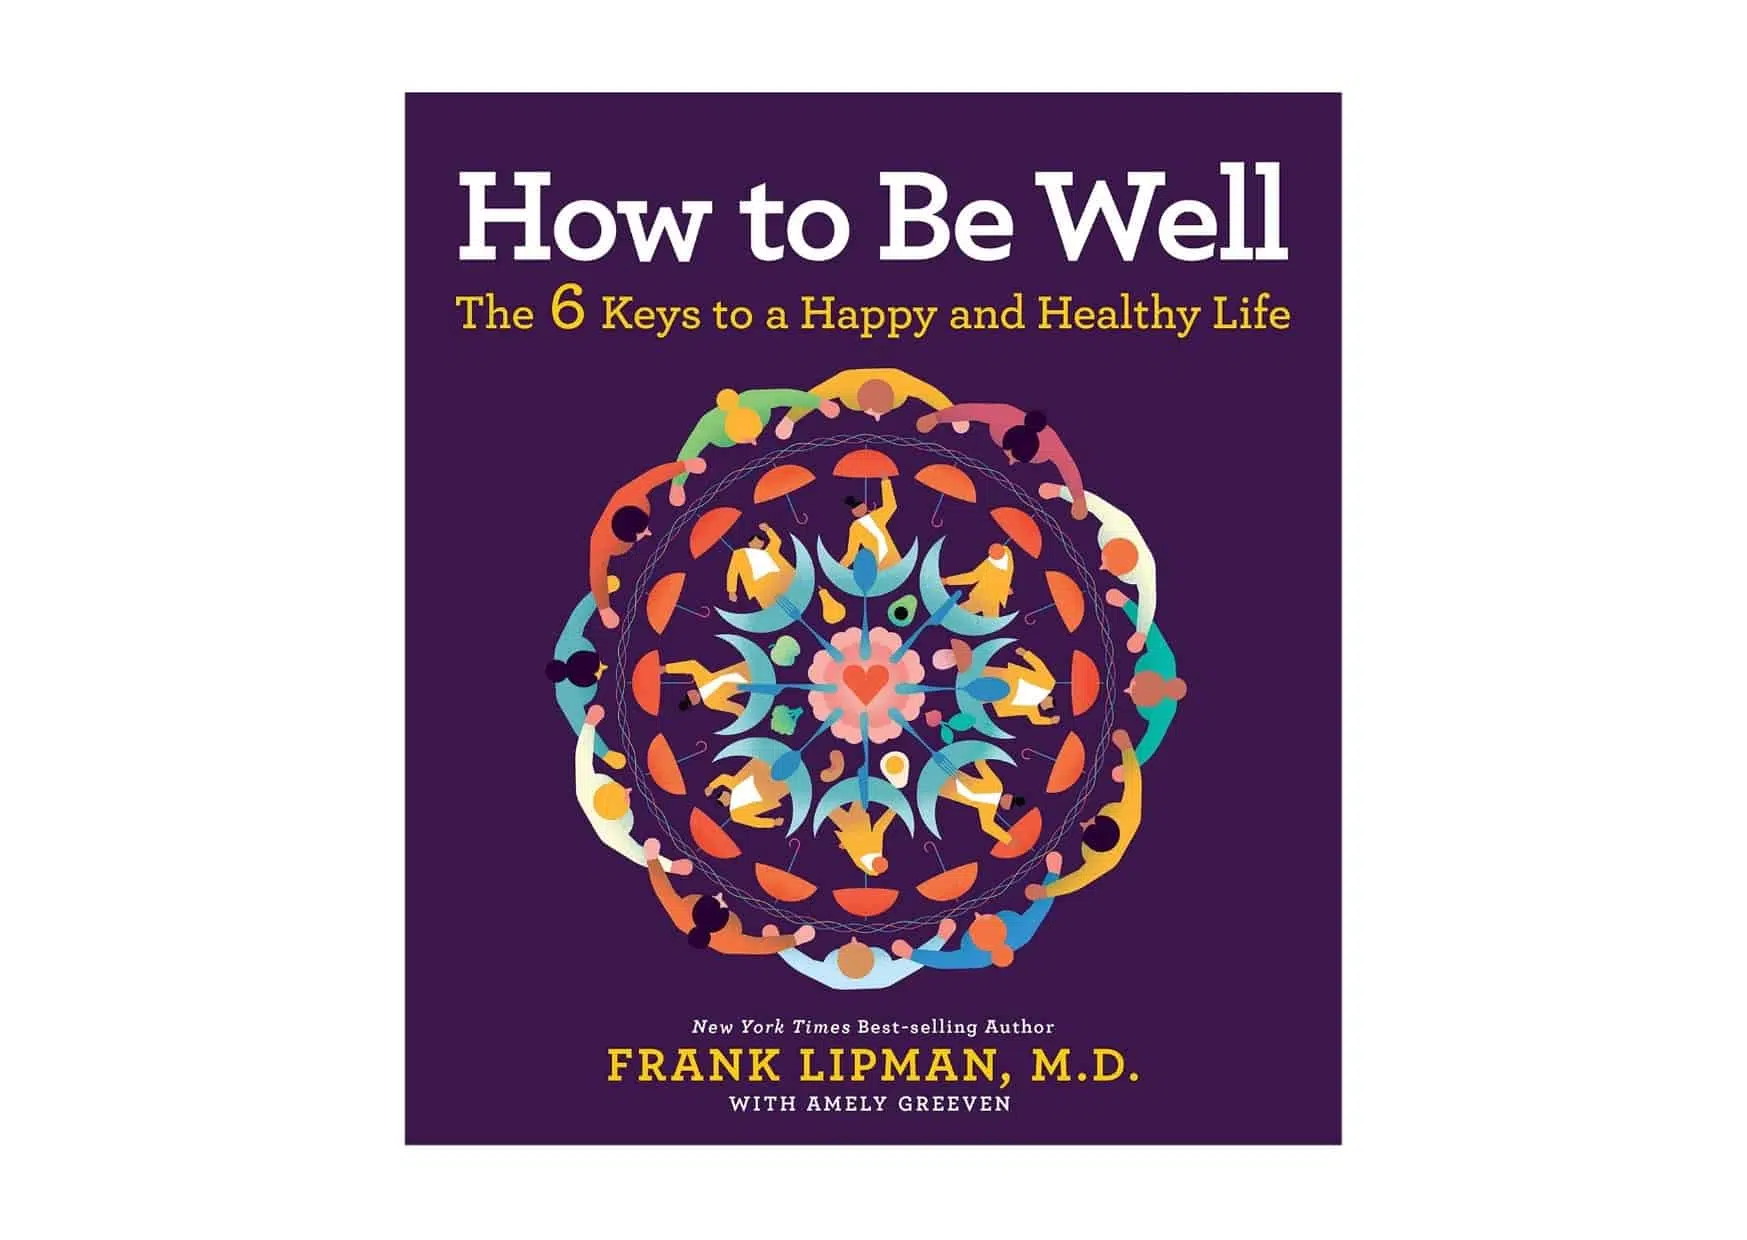 How to Be Well
The 6 Keys to a Happy and Healthy Life
New York Times Best-selling Author
FRANK LIPMAN, M.D.
WITH AMELY GREEVEN